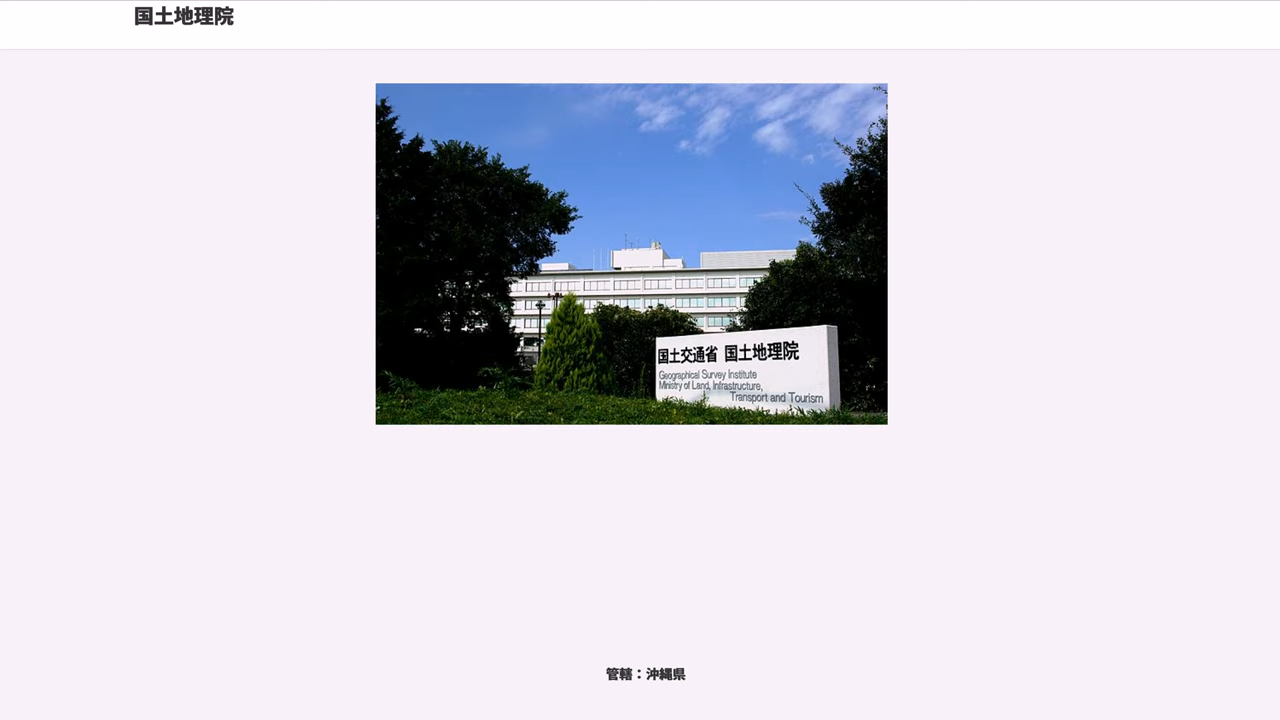 国土地理院
国土交通省 国土地理院
Geographical Survey Institute
Ministry of Land, Infrastructure,
Transport and Tourism
管轄：沖縄県